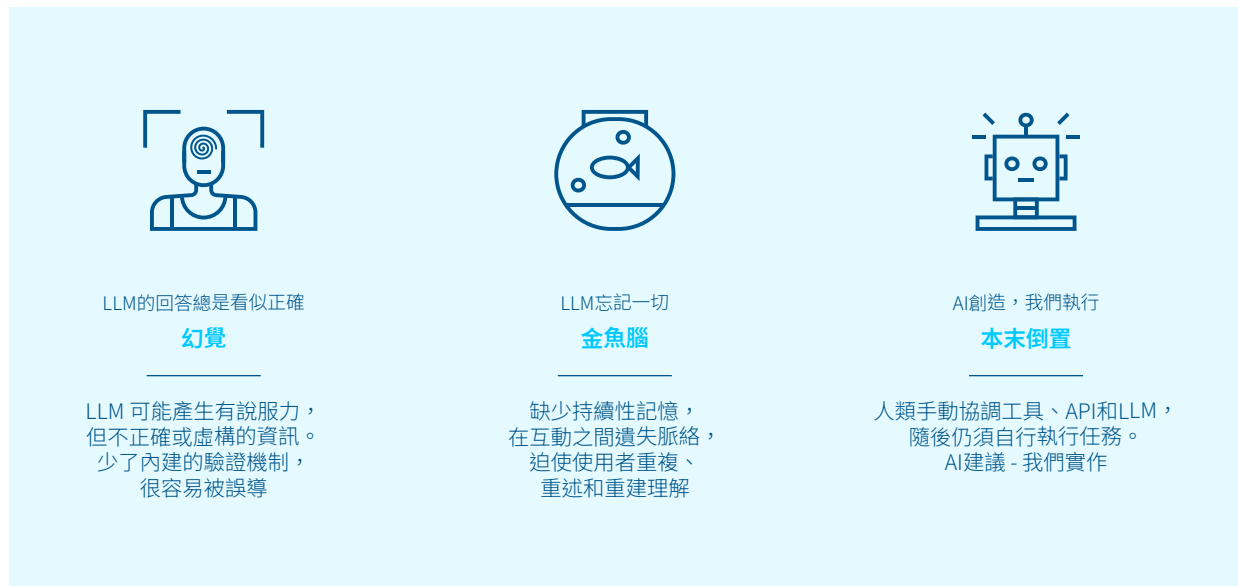 LLM的回答總是看似正確
幻覺
LLM 可能產生有說服力，
但不正確或虛構的資訊。
少了內建的驗證機制，
很容易被誤導
LLM忘記一切
金魚腦
缺少持續性記憶，
在互動之間遺失脈絡，
迫使使用者重複、
重述和重建理解
AI創造，我們執行
本末倒置
人類手動協調工具、API和LLM，
隨後仍須自行執行任務。
AI建議 - 我們實作